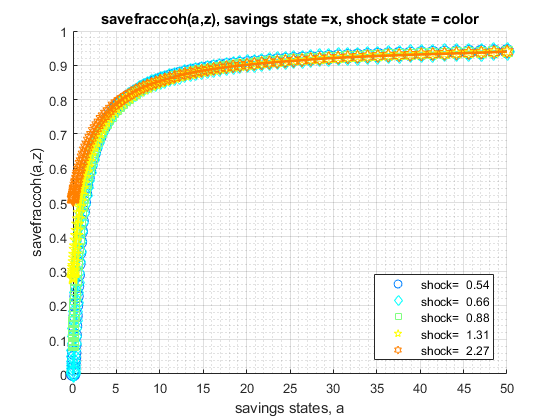 savefraccoh(a,z), savings state =x, shock state = color
savefraccoh(a,z)
1
0.9
0.8
0.7
0.6
0.5
0.4
0.3
0.2
0.1
0
0 5 10 15 20 25 30 35 40 45 50
savings states, a
shock= 0.54
shock= 0.66
shock= 0.88
shock= 1.31
shock= 2.27